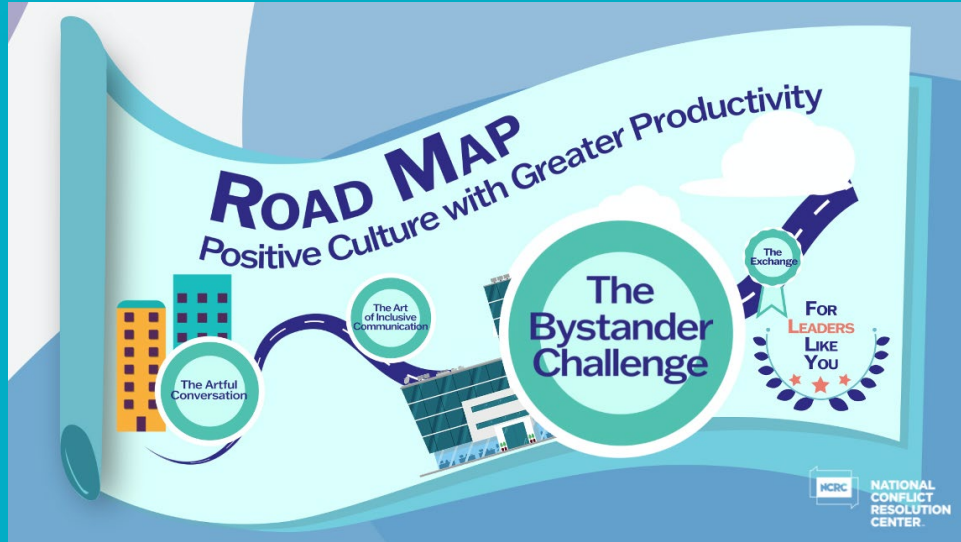 ROAD MAP
Positive Culture with Greater Productivity
The Artful
Conversation
The Art
of Inclusive
Communication
The
Bystander
Challenge
The
Exchange
FOR
LEADERS
LIKE
YOU
NCRC
NATIONAL
CONFLICT
RESOLUTION
CENTER